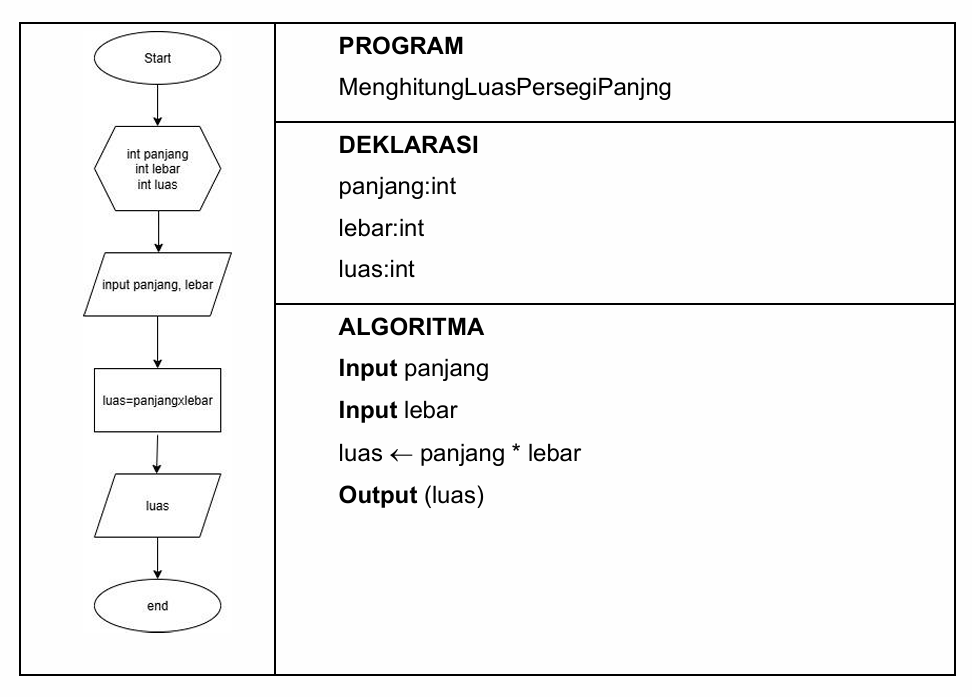 Start
int panjang
int lebar
int luas
input panjang, lebar
luas=panjangxlebar
luas
end
PROGRAM
MenghitungLuasPersegiPanjng
DEKLARASI
panjang:int
lebar:int
luas:int
ALGORITMA
Input panjang
Input lebar
luas ← panjang * lebar
Output (luas)